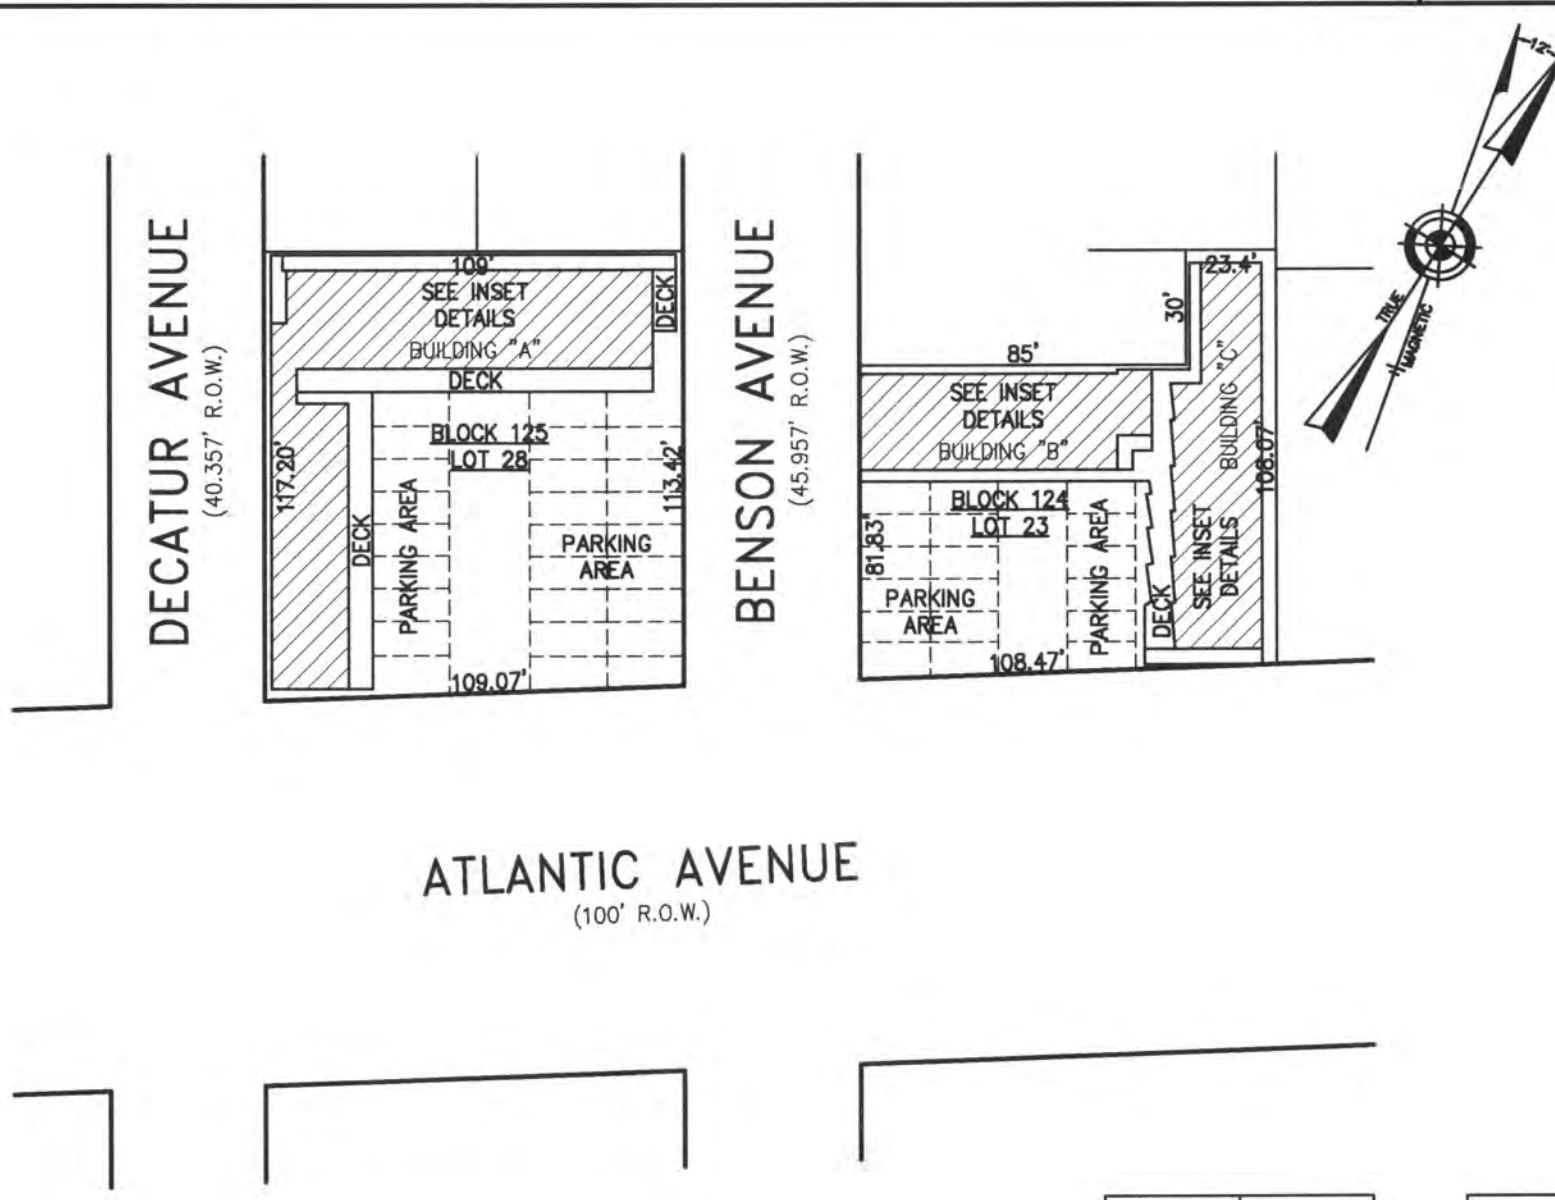 12°
TRUE
MAGNETIC
DECATUR AVENUE
(40.357' R.O.W.)
109'
SEE INSET
DETAILS
BUILDING "A"
DECK
DECK
BLOCK 125
LOT 28
117.20'
DECK
PARKING AREA
PARKING
AREA
113.42'
109.07'
BENSON AVENUE
(45.957' R.O.W.)
85'
30'
23.4'
SEE INSET
DETAILS
BUILDING "B"
BLOCK 124
LOT 23
81.83'
PARKING
AREA
PARKING AREA
DECK
SEE INSET
DETAILS
BUILDING "C"
108.07'
108.47'
ATLANTIC AVENUE
(100' R.O.W.)